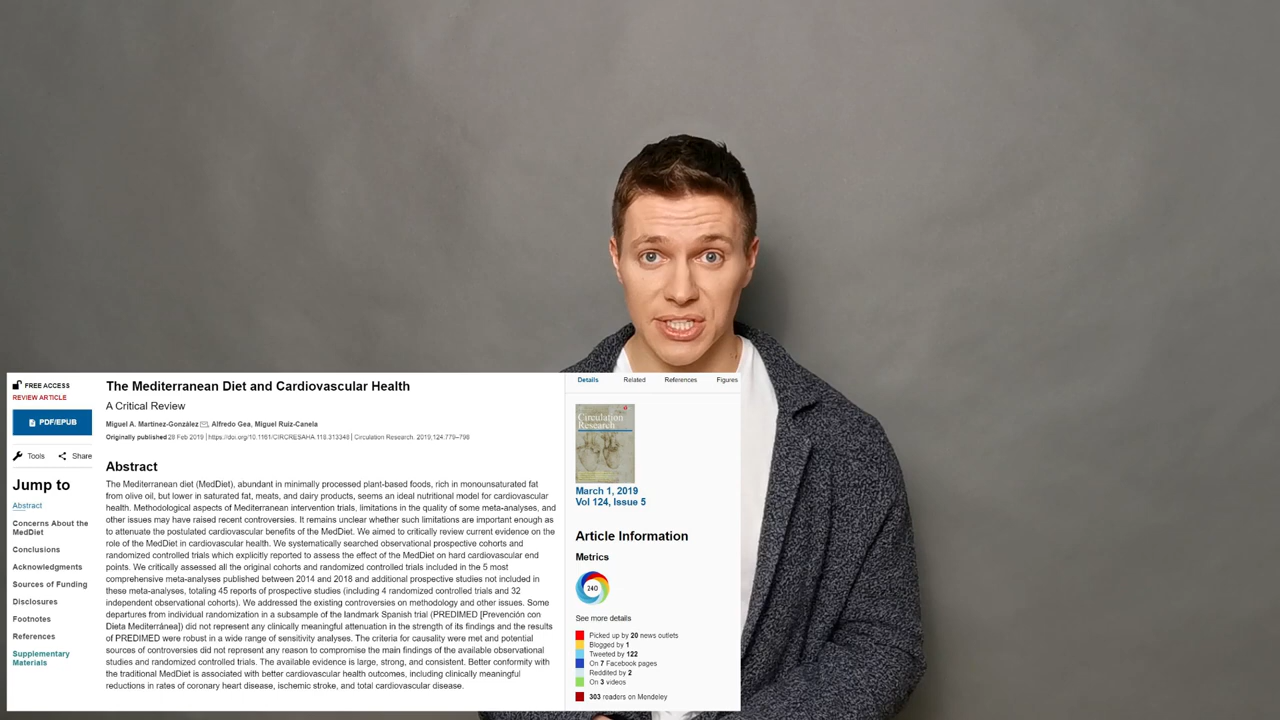 FREE ACCESS
REVIEW ARTICLE
PDF/EPUB
Tools
Share
Jump to
Abstract
Concerns About the
MedDiet
Conclusions
Acknowledgments
Sources of Funding
Disclosures
Footnotes
References
Supplementary
Materials
The Mediterranean Diet and Cardiovascular Health
A Critical Review
Miguel A. Martínez-González, Alfredo Gea, Miguel Ruiz-Canela
Originally published 28 Feb 2019 | https://doi.org/10.1161/CIRCRESAHA.118.313348 | Circulation Research. 2019;124:779–798
Abstract
The Mediterranean diet (MedDiet), abundant in minimally processed plant-based foods, rich in monounsaturated fat
from olive oil, but lower in saturated fat, meats, and dairy products, seems an ideal nutritional model for cardiovascular
health. Methodological aspects of Mediterranean intervention trials, limitations in the quality of some meta-analyses, and
other issues may have raised recent controversies. It remains unclear whether such limitations are important enough as
to attenuate the postulated cardiovascular benefits of the MedDiet. We aimed to critically review current evidence on the
role of the MedDiet in cardiovascular health. We systematically searched observational prospective cohorts and
randomized controlled trials which explicitly reported to assess the effect of the MedDiet on hard cardiovascular end
points. We critically assessed all the original cohorts and randomized controlled trials included in the 5 most
comprehensive meta-analyses published between 2014 and 2018 and additional prospective studies not included in
these meta-analyses, totaling 45 reports of prospective studies (including 4 randomized controlled trials and 32
independent observational cohorts). We addressed the existing controversies on methodology and other issues. Some
departures from individual randomization in a subsample of the landmark Spanish trial (PREDIMED [Prevención con
Dieta Mediterránea]) did not represent any clinically meaningful attenuation in the strength of its findings and the results
of PREDIMED were robust in a wide range of sensitivity analyses. The criteria for causality were met and potential
sources of controversies did not represent any reason to compromise the main findings of the available observational
studies and randomized controlled trials. The available evidence is large, strong, and consistent. Better conformity with
the traditional MedDiet is associated with better cardiovascular health outcomes, including clinically meaningful
reductions in rates of coronary heart disease, ischemic stroke, and total cardiovascular disease.
Details Related References Figures
Circulation
Research
March 1, 2019
Vol 124, Issue 5
Article Information
Metrics
240
See more details
Picked up by 20 news outlets
Blogged by 1
Tweeted by 122
On 7 Facebook pages
Reddited by 2
On 3 videos
303 readers on Mendeley